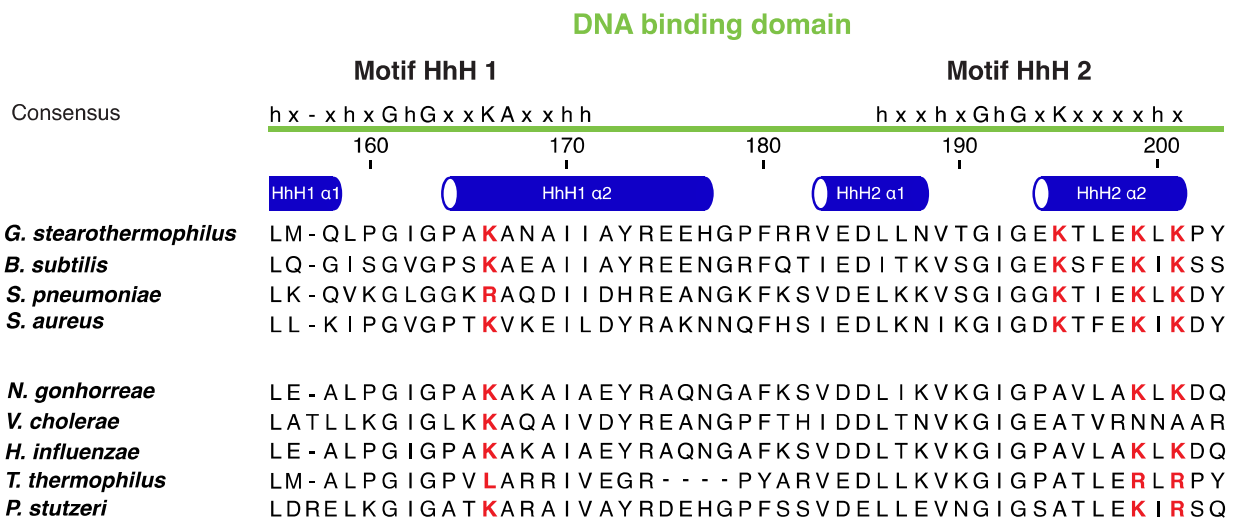 DNA binding domain
Motif HhH 1 Motif HhH 2
Consensus h x - x h x G h G x x K A x x h h h x x h x G h G x K x x x x h x
160 170 180 190 200
HhH1 α1 HhH1 α2 HhH2 α1 HhH2 α2
G. stearothermophilus LM-QLPGIGPAKANAIIAYREEHGPFRRVEDLLNVTGIGEKTLEKLKPY
B. subtilis LQ-GISGVGPSKAEAIIAYREENGRFQTIEDITKVSGIGEKSFEKIKSS
S. pneumoniae LK-QVKGLGGKRAQDIIDHREANGKFKSVDELKKVSGIGGKTIEKLKDY
S. aureus LL-KIPGVGPTKVKEILDYRAKNNQFHSIEDLKNIKGIGDKTFEKIKDY
N. gonhorreae LE-ALPGIGPAKAKAIAEYRAQNGAFKSVDDLIKVKGIGPAVLAKLKDQ
V. cholerae LATLLKGIGLKKAQAIVDYREANGPFTHIDDLTNVKGIGEATVRNNAAR
H. influenzae LE-ALPGIGPAKAKAIAEYRAQNGAFKSVDDLTKVKGIGPAVLAKLKDQ
T. thermophilus LM-ALPGIGPVLARRIVEGR----PYARVEDLLKVKGIGPATLERLRPY
P. stutzeri LDRELKGIGATKARAIVAYRDEHGPFVSVDELLEVNGIGSATLEKIRSQ